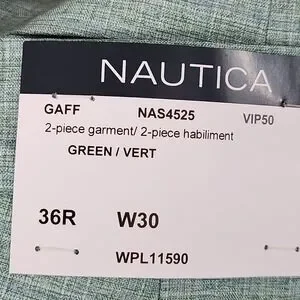 NAUTICA
GAFF NAS4525 VIP50
2-piece garment/ 2-piece habiliment
GREEN / VERT
36R W30
WPL11590